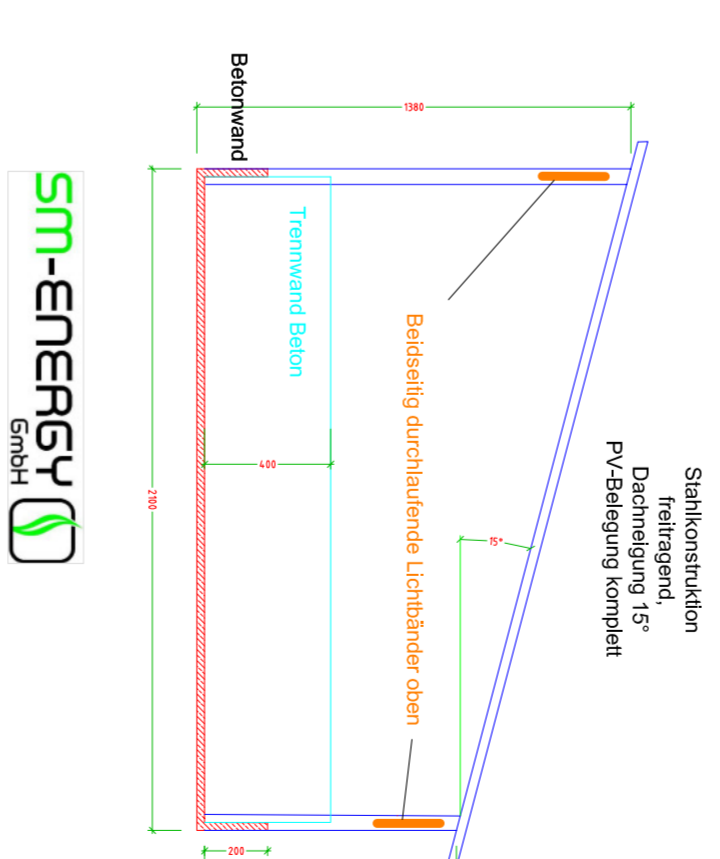 Stahlkonstruktion
freitragend,
Dachneigung 15°
PV-Belegung komplett
1380
15°
Beidseitig durchlaufende Lichtbänder oben
Trennwand Beton
400
Betonwand
200
2100
SM-ENERGY
GmbH